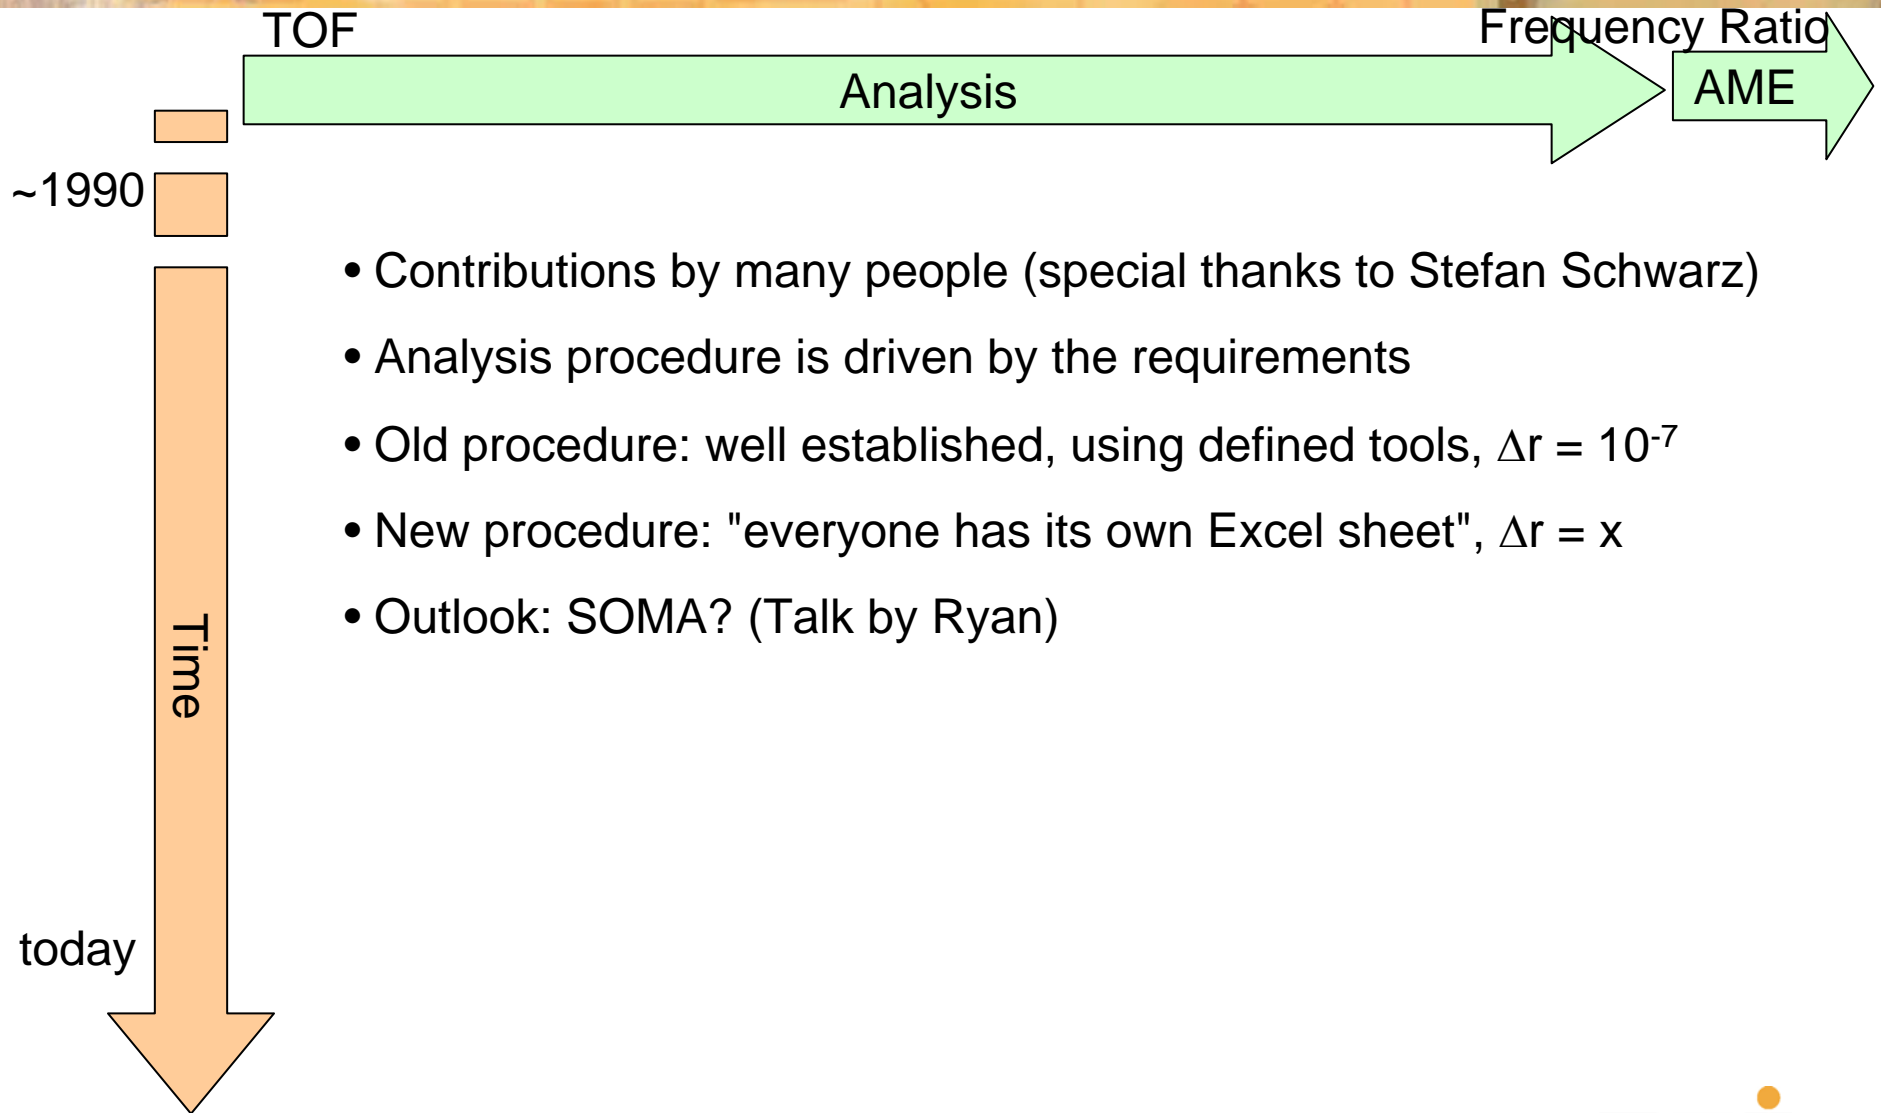 TOF
Frequency Ratio
Analysis
AME
~1990
• Contributions by many people (special thanks to Stefan Schwarz)
• Analysis procedure is driven by the requirements
• Old procedure: well established, using defined tools, Δr = 10⁻⁷
• New procedure: "everyone has its own Excel sheet", Δr = x
• Outlook: SOMA? (Talk by Ryan)
Time
today